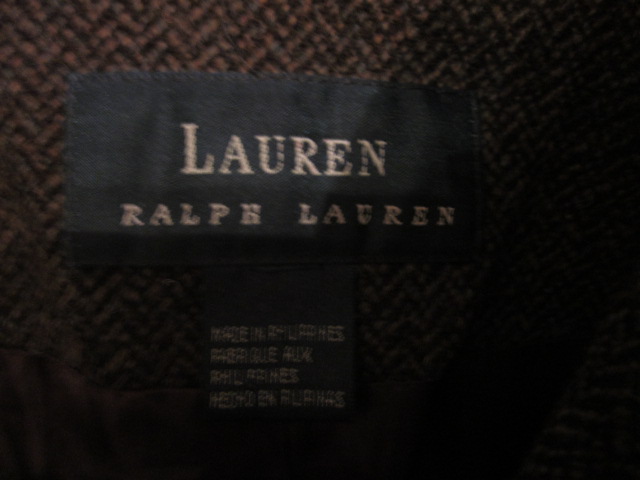 LAUREN
RALPH LAUREN
MADE IN PHILIPPINES
FABRIQUE AUX
PHILIPPINES
HECHO EN FILIPINAS